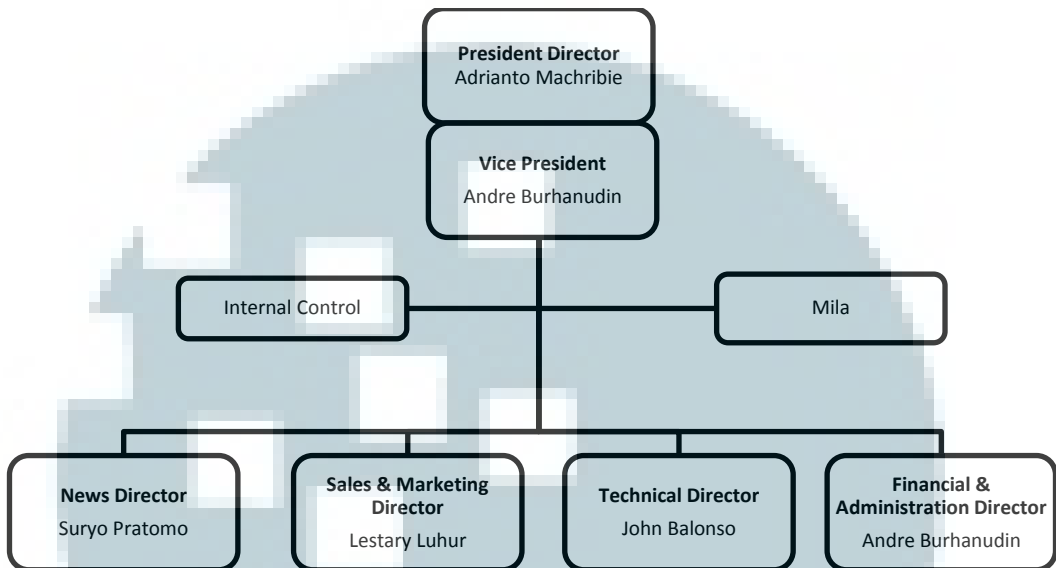 President Director
Adrianto Machribie
Vice President
Andre Burhanudin
Internal Control
Mila
News Director
Suryo Pratomo
Sales & Marketing
Director
Lestary Luhur
Technical Director
John Balonso
Financial &
Administration Director
Andre Burhanudin